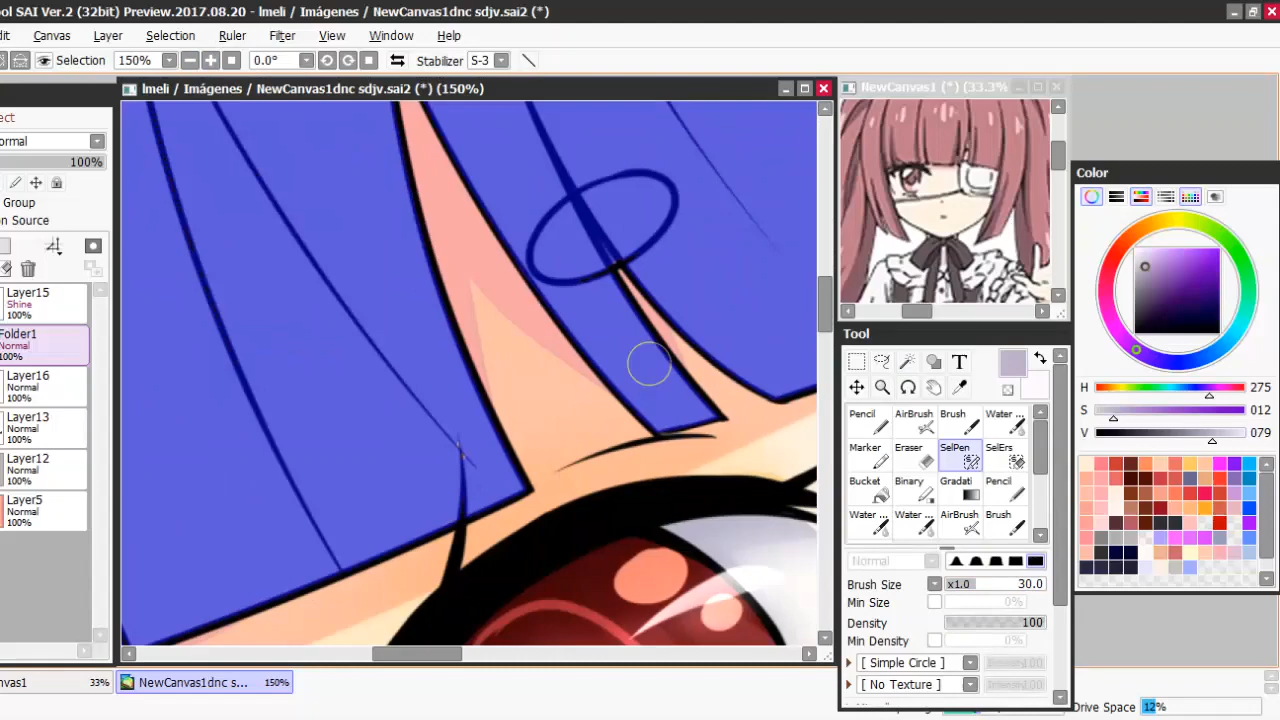 ool SAI Ver.2 (32bit) Preview.2017.08.20 - lmeli / Imágenes / NewCanvas1dnc sdjv.sai2 (*)
dit Canvas Layer Selection Ruler Filter View Window Help
Selection 150% 0.0° Stabilizer S-3
lmeli / Imágenes / NewCanvas1dnc sdjv.sai2 (*) (150%)
NewCanvas1 (*) (33.3%
ect
ormal
100%
Group
on Source
Layer15
Shine
100%
Folder1
Normal
100%
Layer16
Normal
100%
Layer13
Normal
100%
Layer12
Normal
100%
Layer5
Normal
100%
Color
H 275
S 012
V 079
Tool
T
Pencil AirBrush Brush Water ...
Marker Eraser SelPen SelErs
Bucket Binary Gradati Pencil
Water ... Water ... AirBrush Brush
Normal
Brush Size x1.0 30.0
Min Size 0%
Density 100
Min Density 0%
[ Simple Circle ]
[ No Texture ]
nvas1 33%
NewCanvas1dnc s... 150%
Drive Space 12%